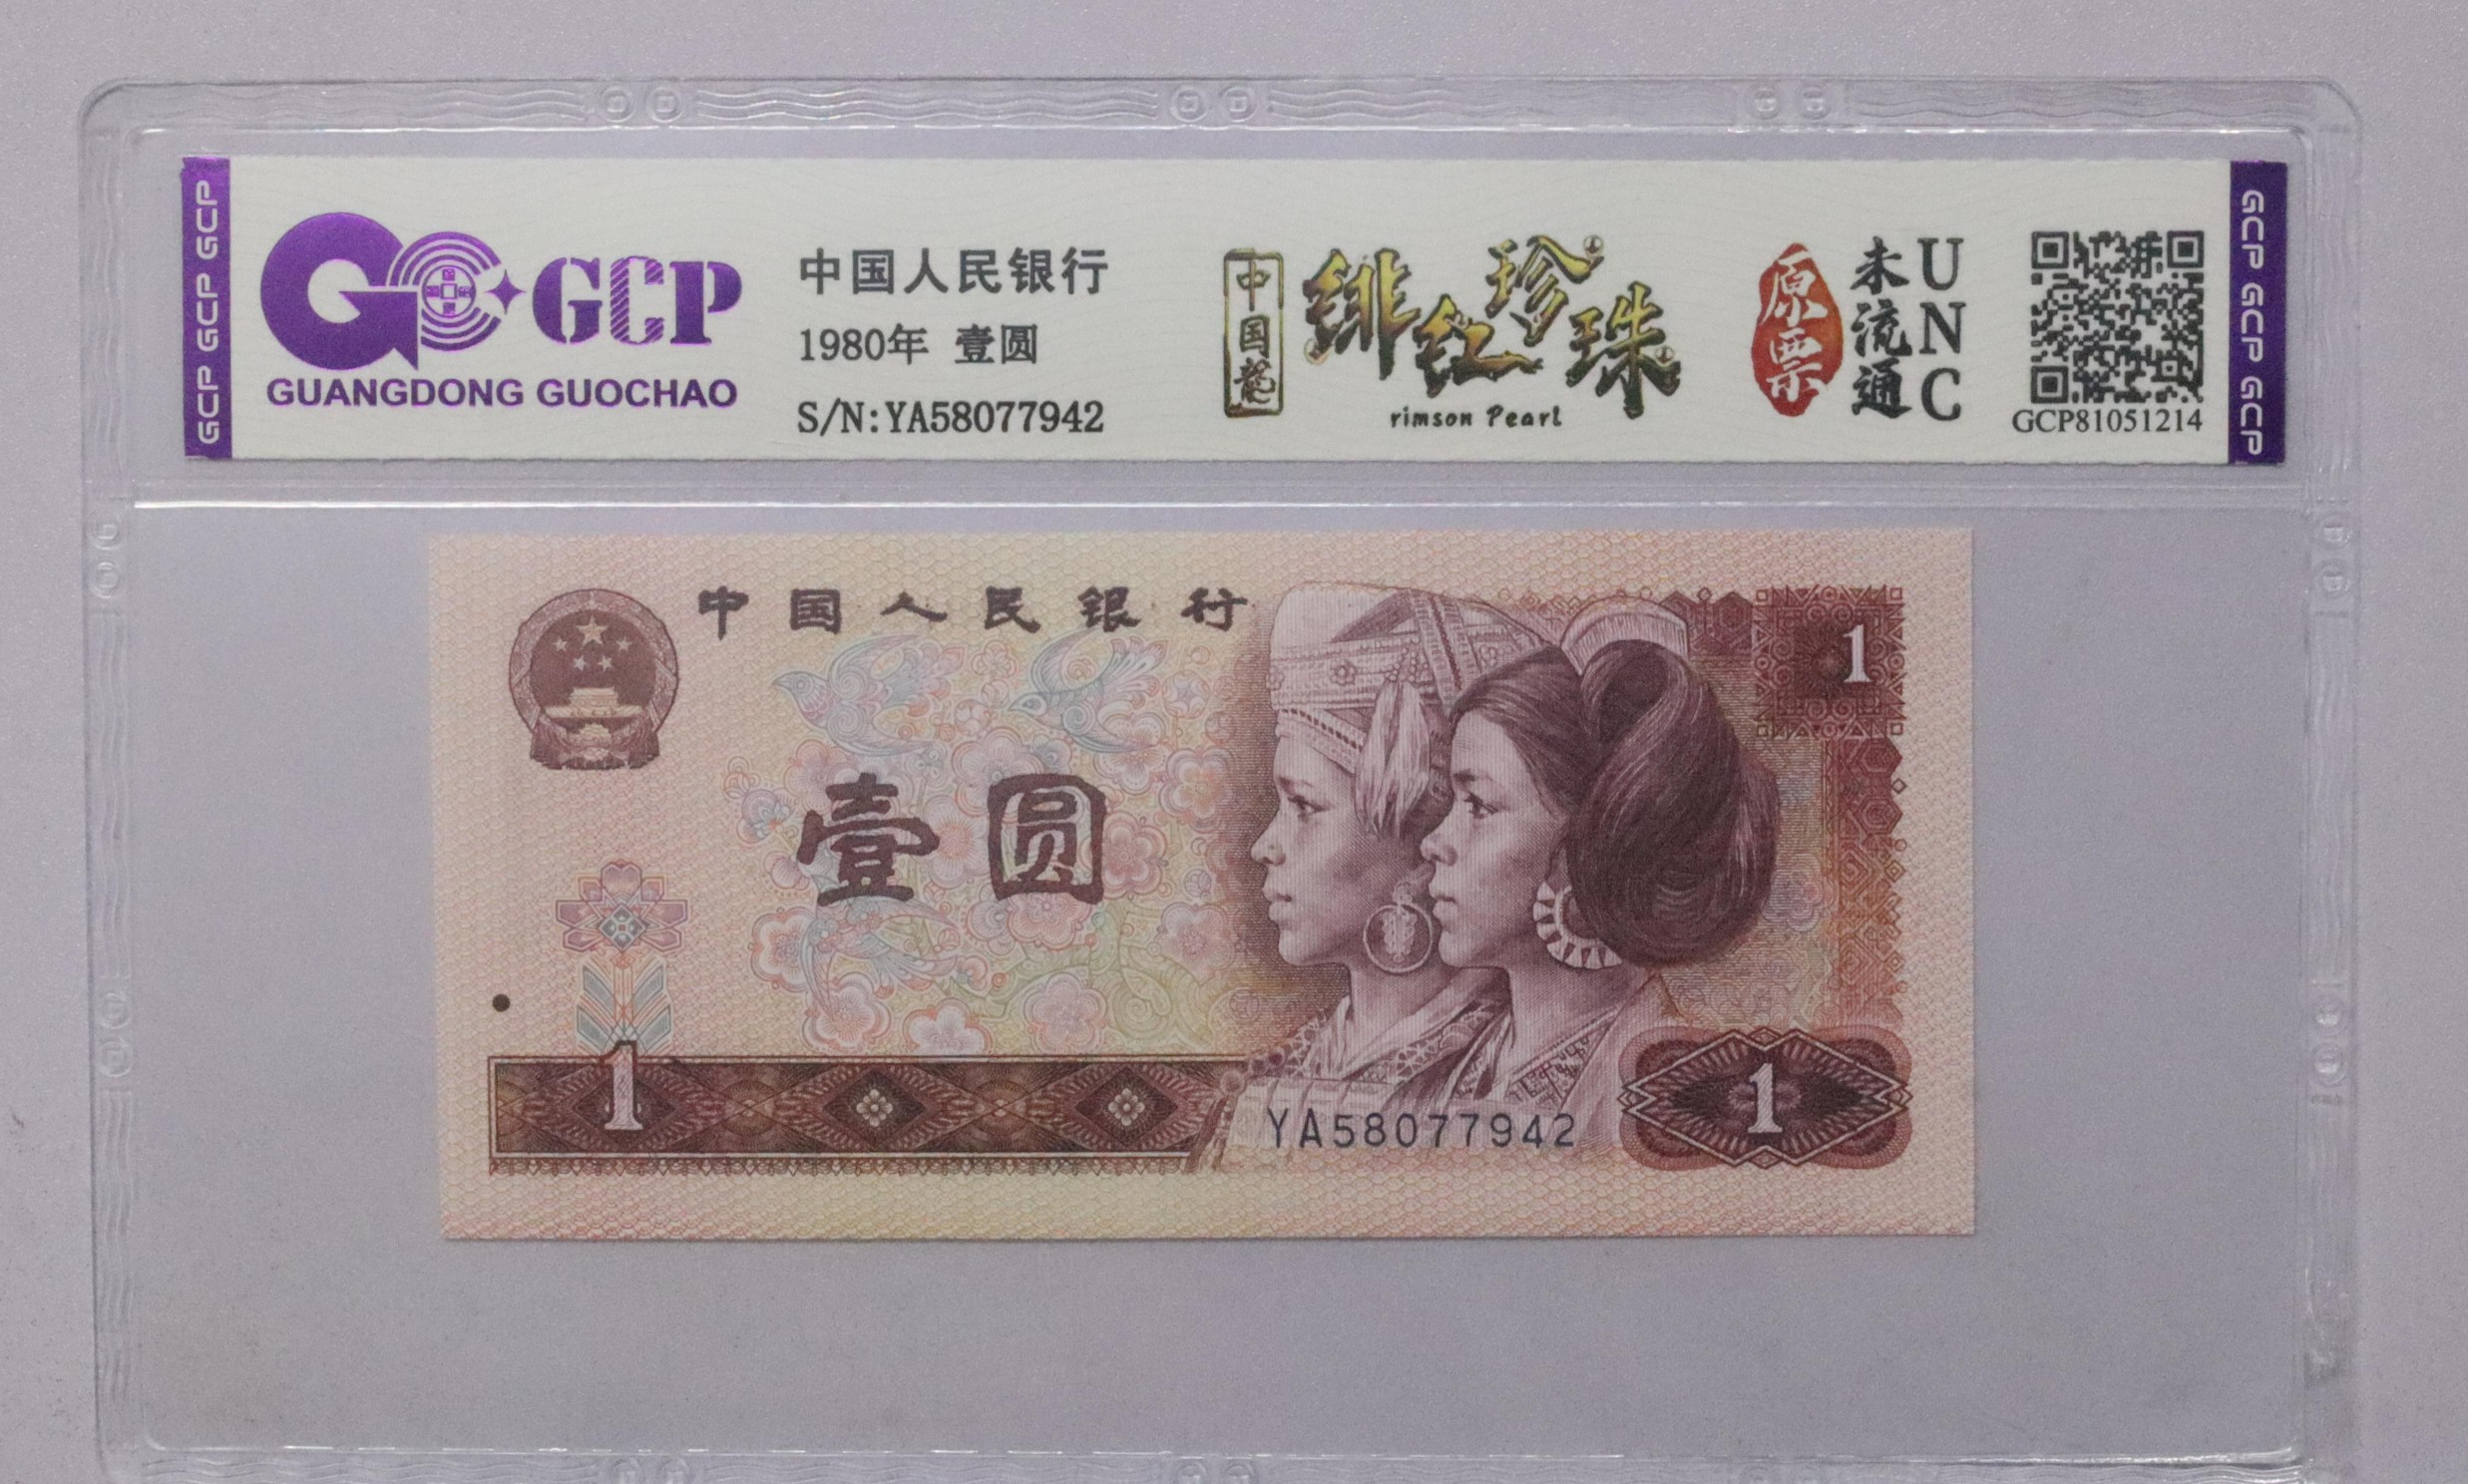 GCP GCP GCP
GCP
GUANGDONG GUOCHAO
中国人民银行
1980年 壹圆
S/N:YA58077942
中国龍
绯红珍珠
rimson Pearl
原票
未流通
UNC
GCP81051214
GCP GCP GCP
中国人民银行
1
壹圆
1
YA58077942
1